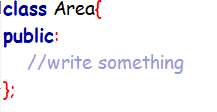 class Area{
public:
//write something
};